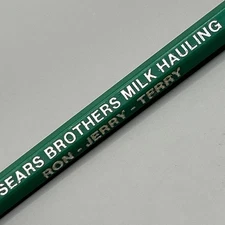 SEARS BROTHERS MILK HAULING
RON - JERRY - TERRY